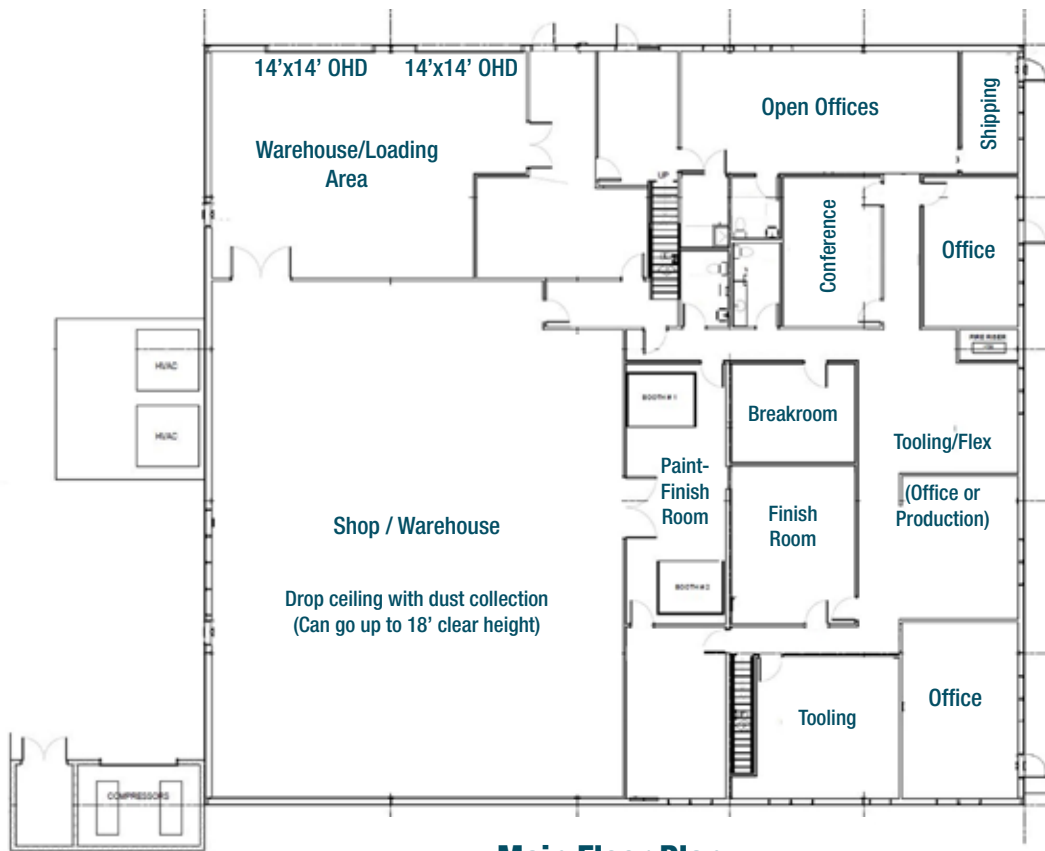 14'x14' OHD
14'x14' OHD
Warehouse/Loading
Area
Open Offices
Shipping
UP
Conference
Office
FIRE RISER
HVAC
HVAC
BOOTH # 1
Breakroom
Tooling/Flex
(Office or
Production)
Paint-
Finish
Room
Finish
Room
Shop / Warehouse
Drop ceiling with dust collection
(Can go up to 18' clear height)
BOOTH # 2
Tooling
Office
COMPRESSORS
Main Floor Plan